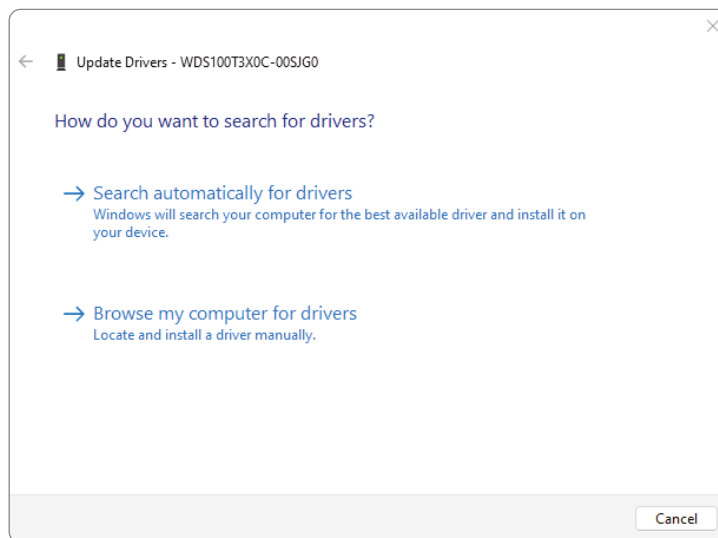 Update Drivers - WDS100T3X0C-00SJG0
How do you want to search for drivers?
Search automatically for drivers
Windows will search your computer for the best available driver and install it on
your device.
Browse my computer for drivers
Locate and install a driver manually.
Cancel